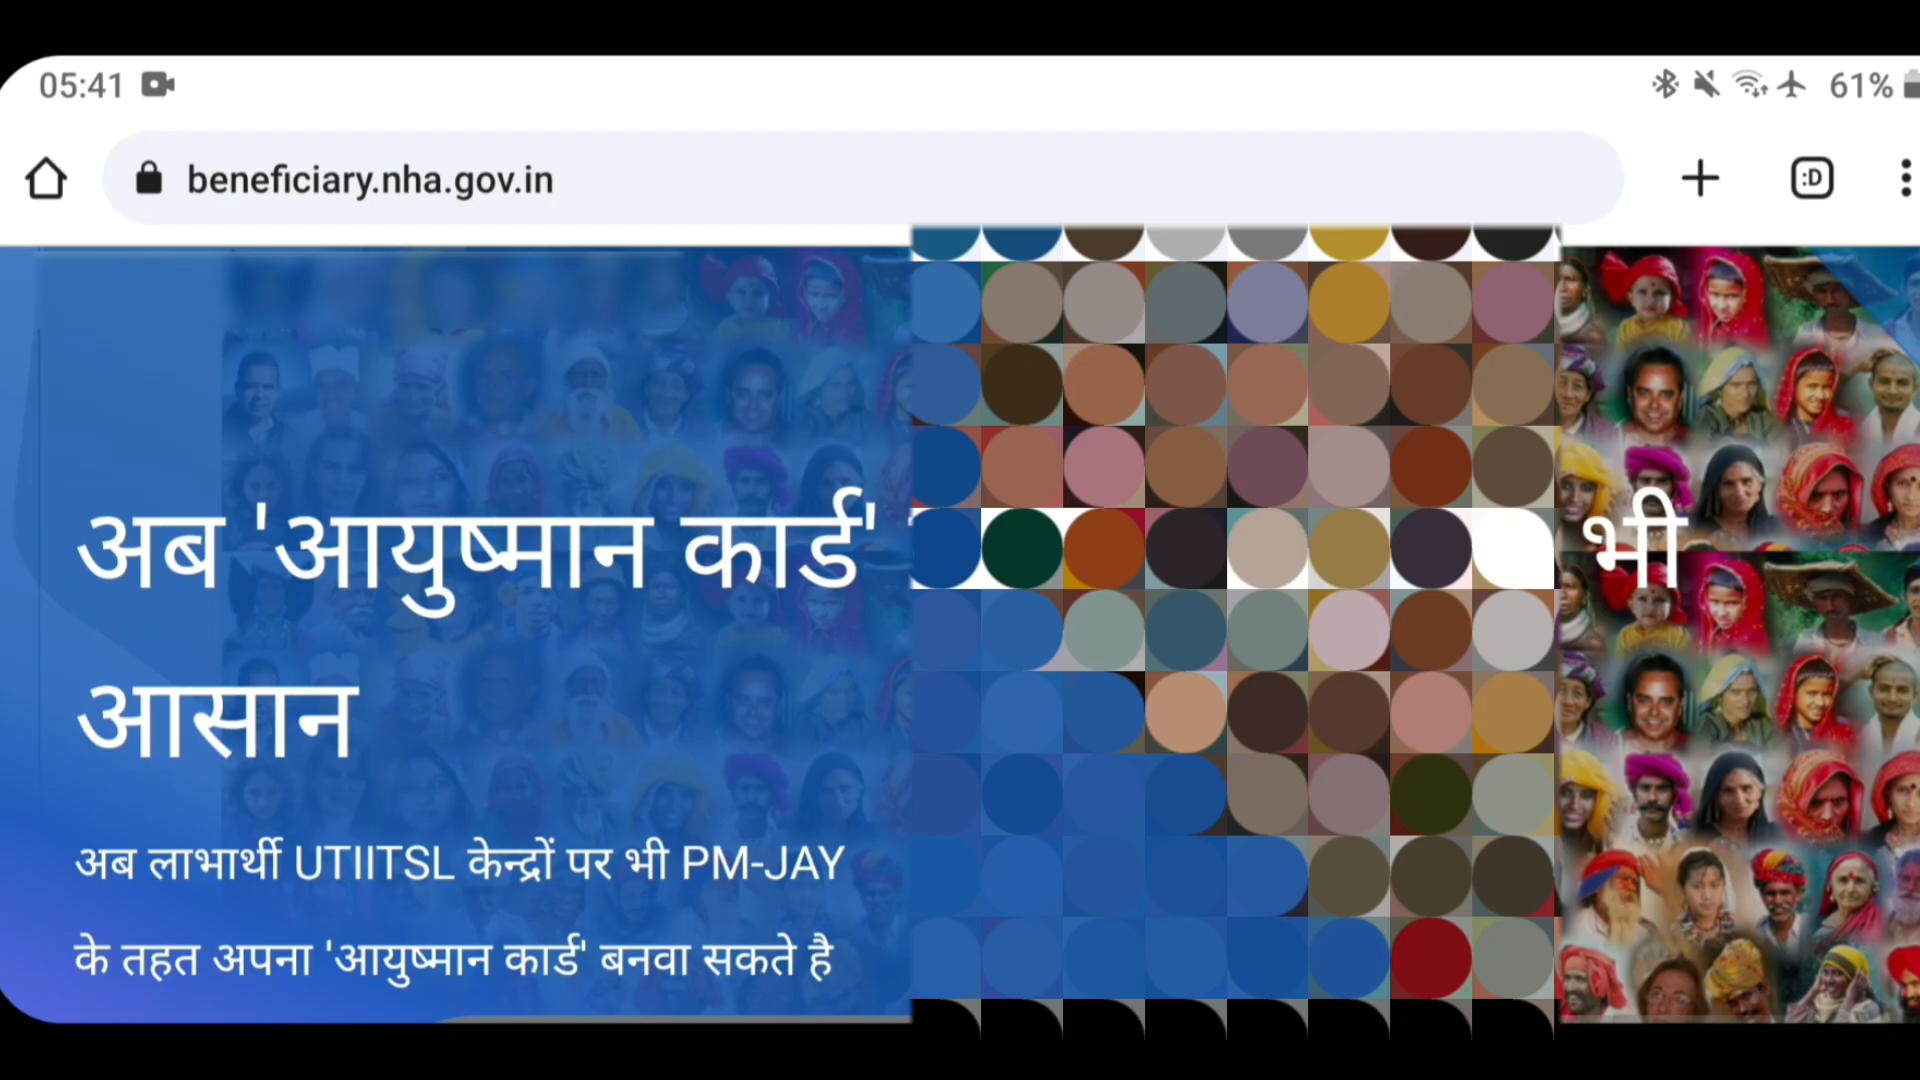 05:41 61%
beneficiary.nha.gov.in :D
अब 'आयुष्मान कार्ड' भी
आसान
अब लाभार्थी UTIITSL केन्द्रों पर भी PM-JAY
के तहत अपना 'आयुष्मान कार्ड' बनवा सकते है